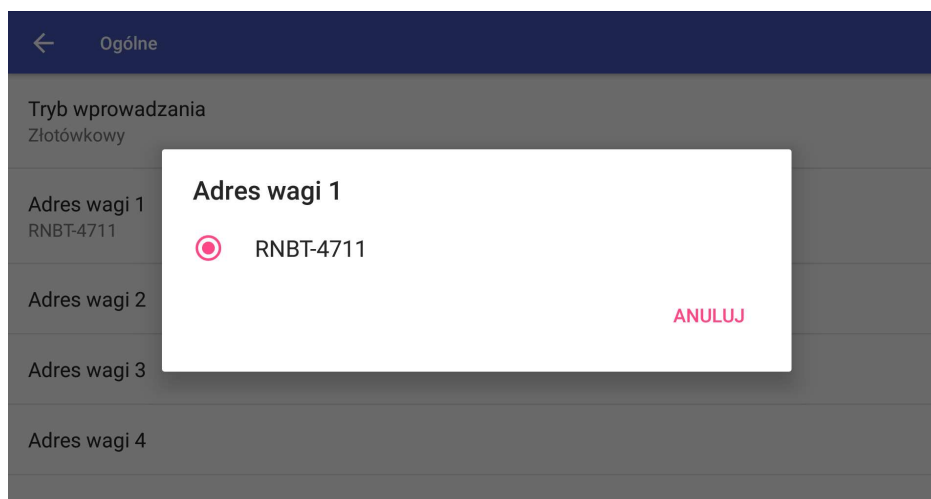 Ogólne
Tryb wprowadzania
Złotówkowy
Adres wagi 1
RNBT-4711
Adres wagi 2
Adres wagi 3
Adres wagi 4
Adres wagi 1
RNBT-4711
ANULUJ